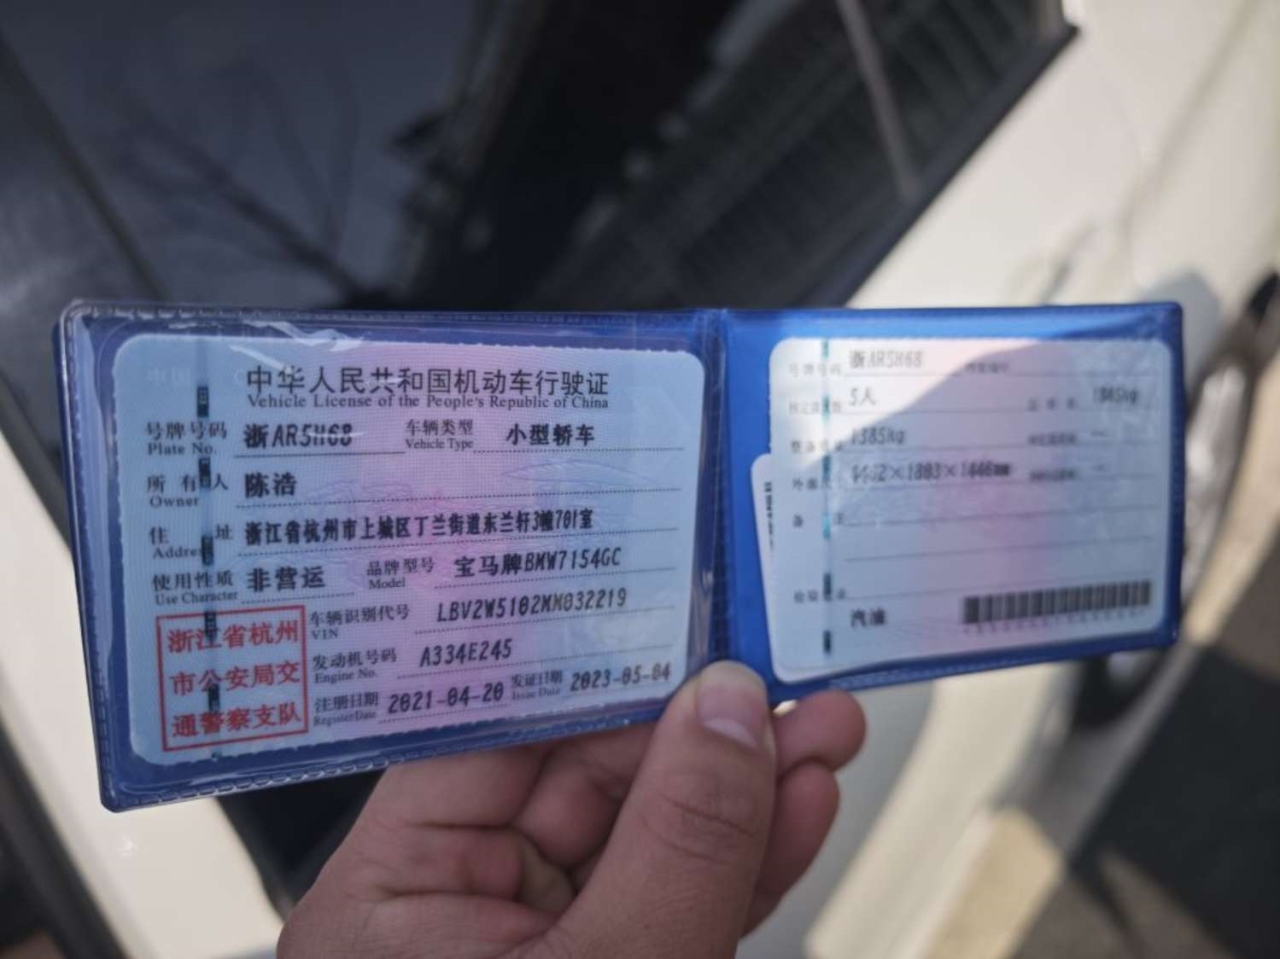 中华人民共和国机动车行驶证
Vehicle License of the People's Republic of China
号牌号码 浙AR5H68 车辆类型 小型轿车
Plate No. Vehicle Type
所有人 陈浩
Owner
住址 浙江省杭州市上城区丁兰街道东兰轩3幢701室
Address
使用性质 非营运 品牌型号 宝马牌BMW7154GC
Use Character Model
浙江省杭州
市公安局交
通警察支队
车辆识别代号 LBV2W5102MM032219
VIN
发动机号码 A334E245
Engine No.
注册日期 2021-04-20 发证日期 2023-05-04
Register Date Issue Date
号牌号码 浙AR5H68
5人
1385kg
汽油